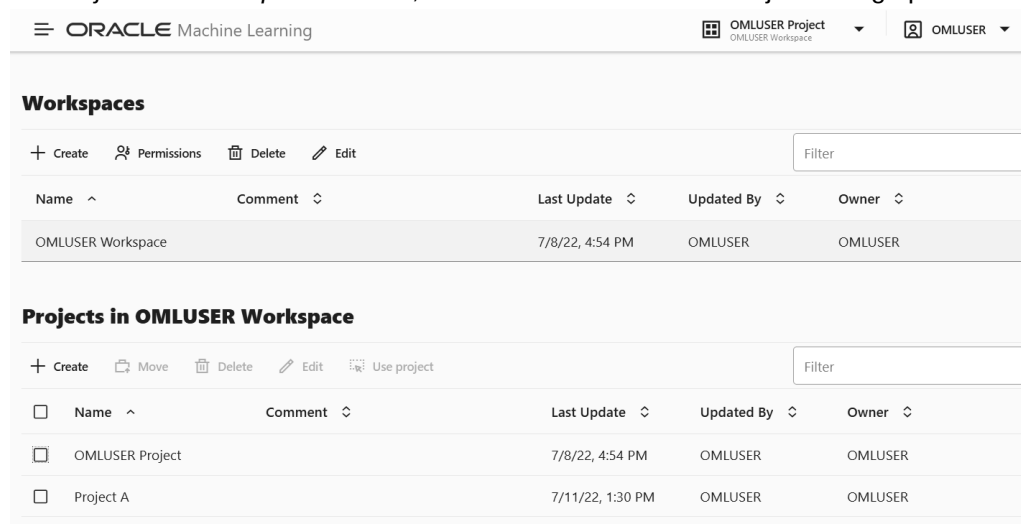 ORACLE Machine Learning
OMLUSER Project
OMLUSER Workspace
OMLUSER
Workspaces
Create Permissions Delete Edit Filter
Name Comment Last Update Updated By Owner
OMLUSER Workspace 7/8/22, 4:54 PM OMLUSER OMLUSER
Projects in OMLUSER Workspace
Create Move Delete Edit Use project Filter
Name Comment Last Update Updated By Owner
OMLUSER Project 7/8/22, 4:54 PM OMLUSER OMLUSER
Project A 7/11/22, 1:30 PM OMLUSER OMLUSER